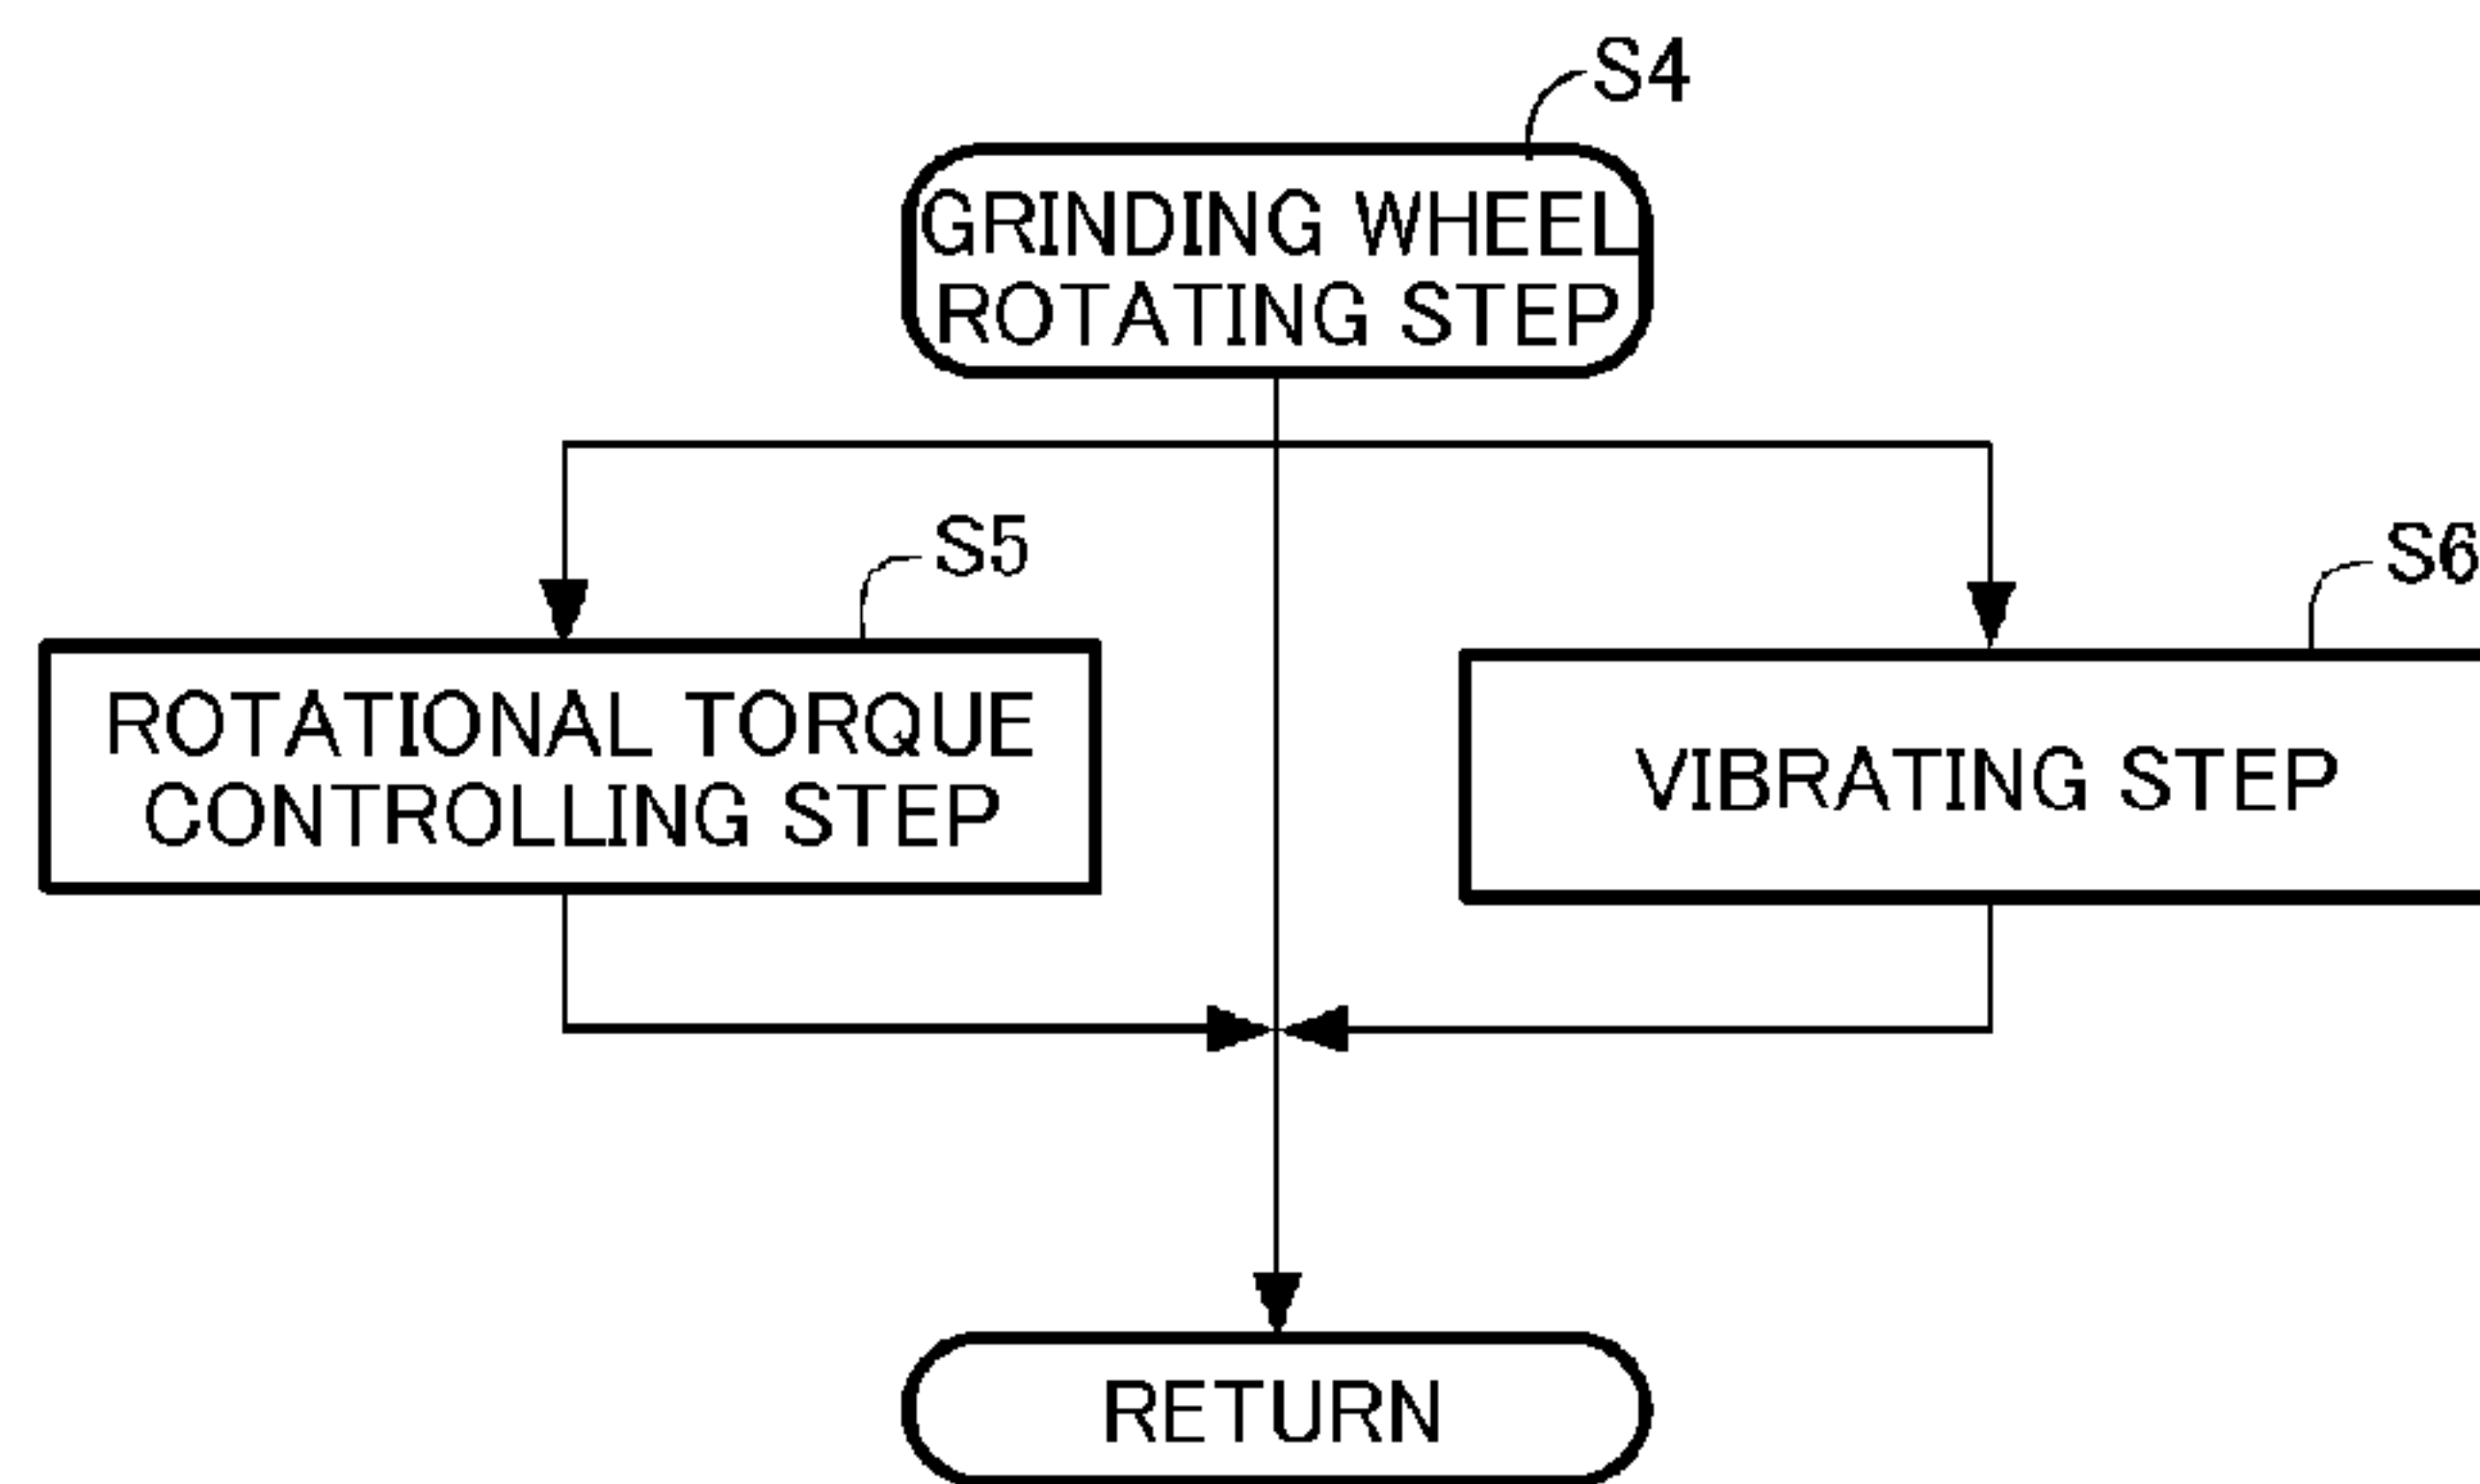 S4
GRINDING WHEEL
ROTATING STEP
S5
S6
ROTATIONAL TORQUE
CONTROLLING STEP
VIBRATING STEP
RETURN